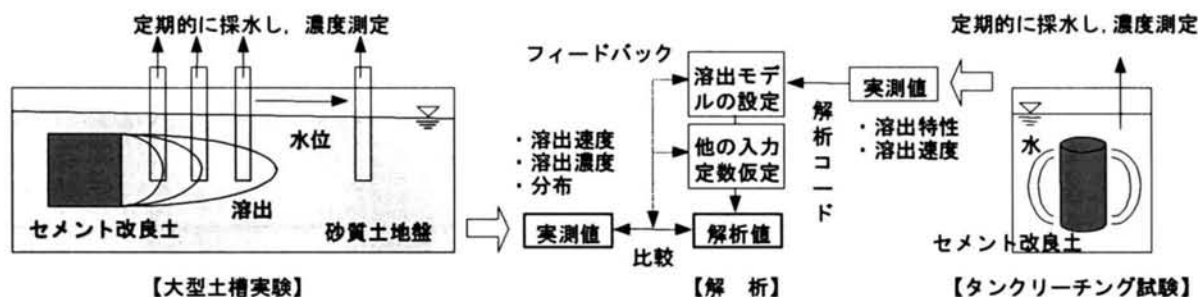 定期的に採水し，濃度測定
水位
溶出
セメント改良土
砂質土地盤
【大型土槽実験】
フィードバック
・溶出速度
・溶出濃度
・分布
実測値
比較
溶出モデ
ルの設定
他の入力
定数仮定
解析値
解析コード
【解　析】
実測値
・溶出特性
・溶出速度
定期的に採水し，濃度測定
水
セメント改良土
【タンクリーチング試験】